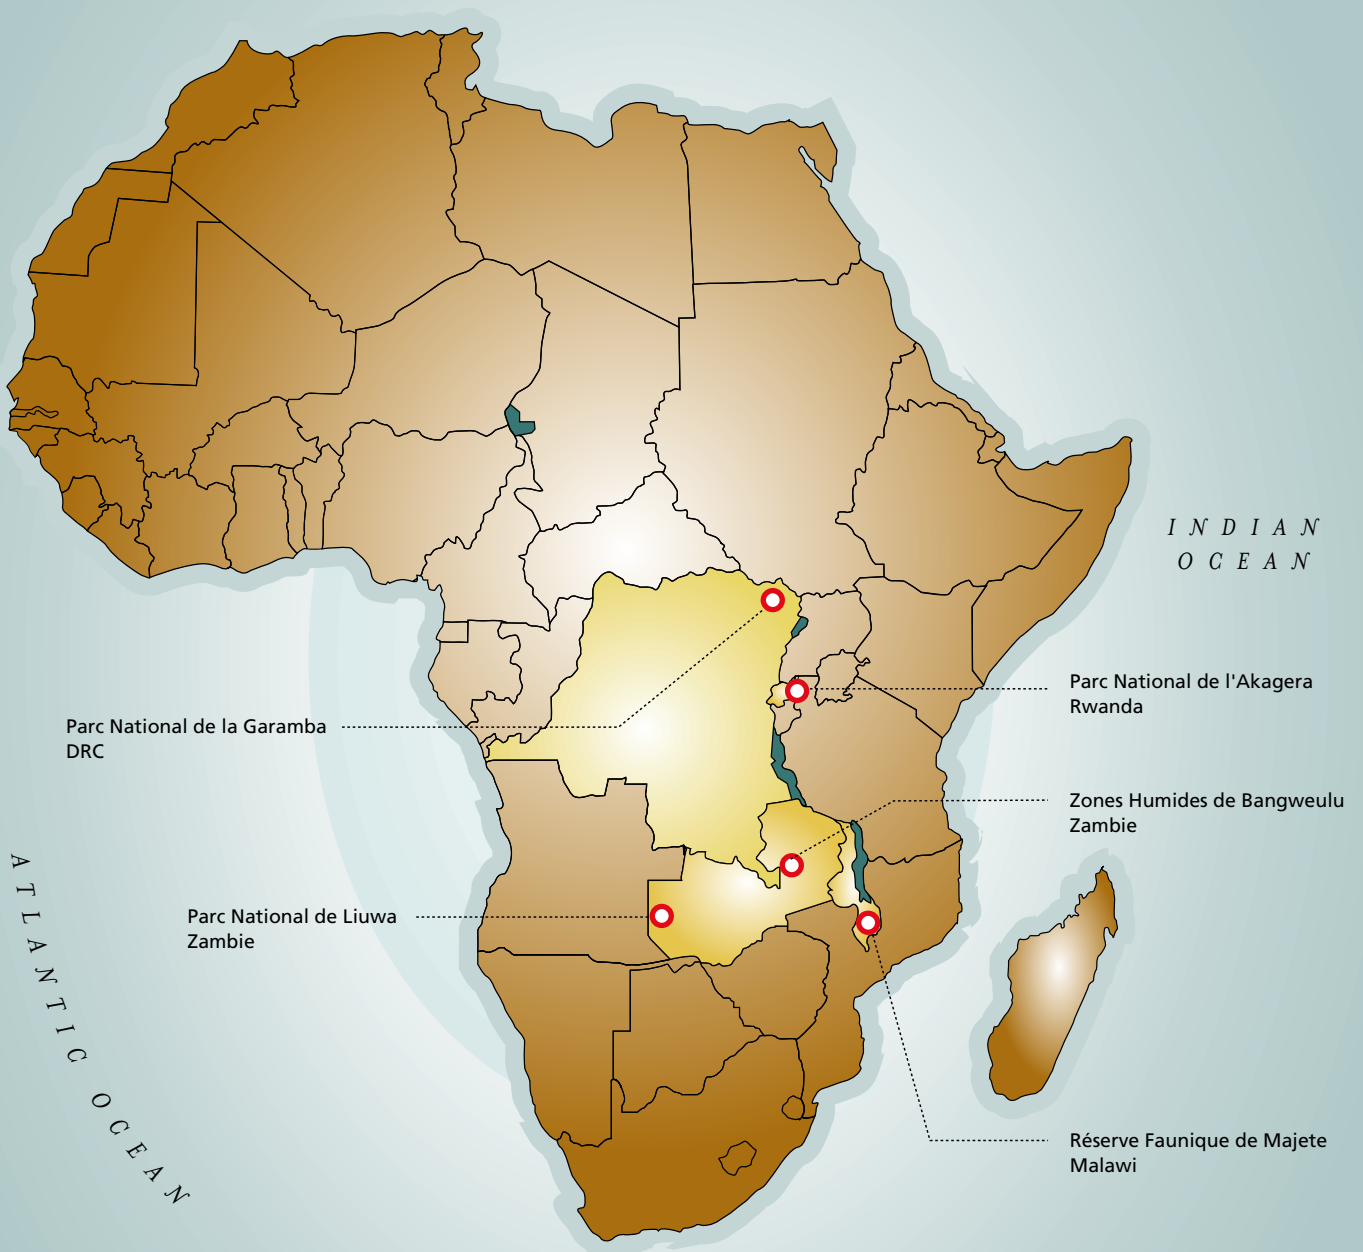 INDIAN
OCEAN
Parc National de l'Akagera
Rwanda
Parc National de la Garamba
DRC
Zones Humides de Bangweulu
Zambie
Parc National de Liuwa
Zambie
ATLANTIC OCEAN
Réserve Faunique de Majete
Malawi